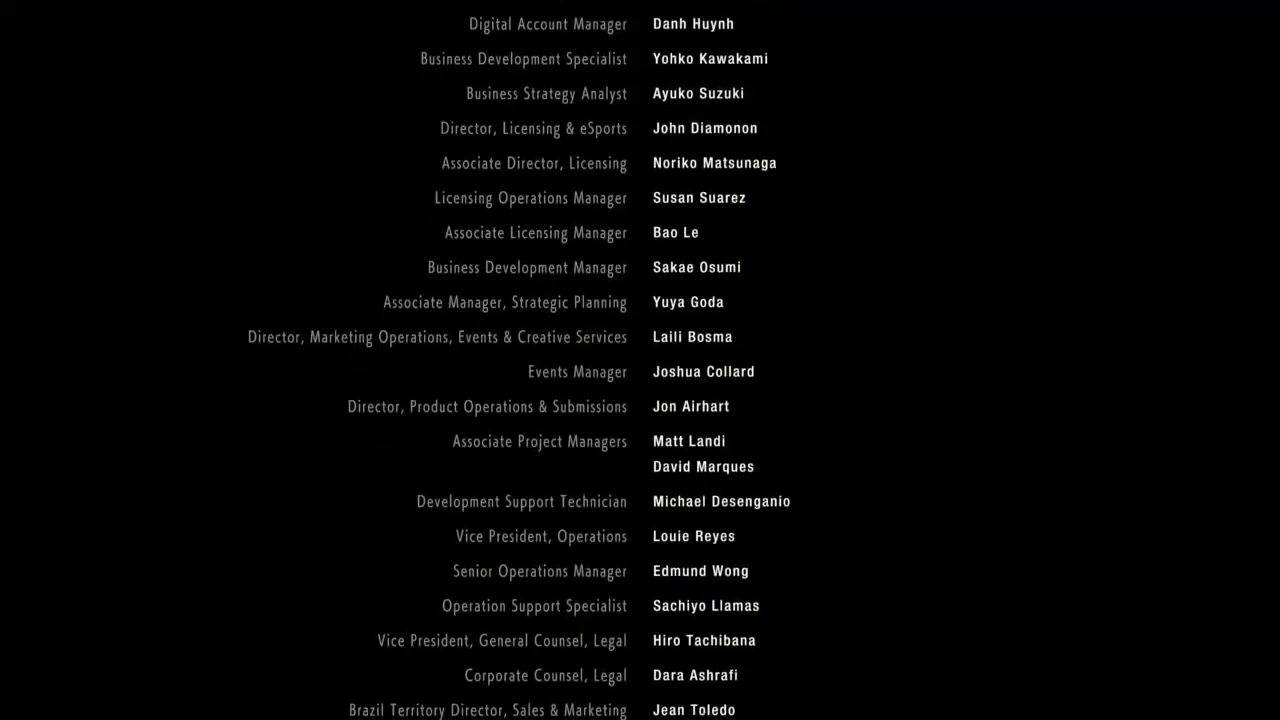 Digital Account Manager Danh Huynh
Business Development Specialist Yohko Kawakami
Business Strategy Analyst Ayuko Suzuki
Director, Licensing & eSports John Diamonon
Associate Director, Licensing Noriko Matsunaga
Licensing Operations Manager Susan Suarez
Associate Licensing Manager Bao Le
Business Development Manager Sakae Osumi
Associate Manager, Strategic Planning Yuya Goda
Director, Marketing Operations, Events & Creative Services Laili Bosma
Events Manager Joshua Collard
Director, Product Operations & Submissions Jon Airhart
Associate Project Managers Matt Landi
David Marques
Development Support Technician Michael Desenganio
Vice President, Operations Louie Reyes
Senior Operations Manager Edmund Wong
Operation Support Specialist Sachiyo Llamas
Vice President, General Counsel, Legal Hiro Tachibana
Corporate Counsel, Legal Dara Ashrafi
Brazil Territory Director, Sales & Marketing Jean Toledo